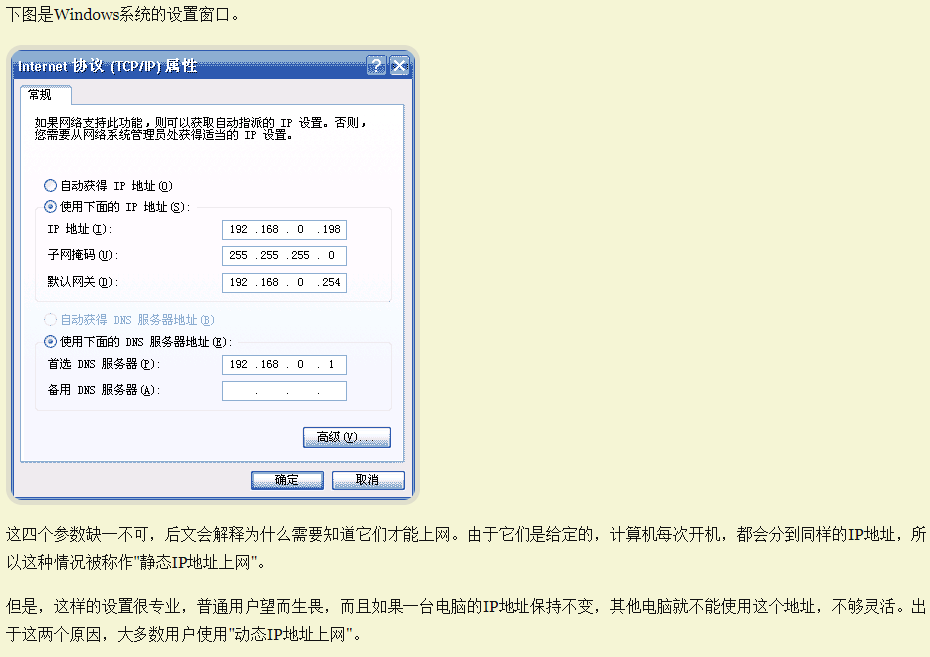 下图是Windows系统的设置窗口。
Internet 协议 (TCP/IP) 属性
常规
如果网络支持此功能，则可以获取自动指派的 IP 设置。否则，
您需要从网络系统管理员处获得适当的 IP 设置。
自动获得 IP 地址(O)
使用下面的 IP 地址(S):
IP 地址(I): 192 .168 . 0 .198
子网掩码(U): 255 .255 .255 . 0
默认网关(D): 192 .168 . 0 .254
自动获得 DNS 服务器地址(B)
使用下面的 DNS 服务器地址(E):
首选 DNS 服务器(P): 192 .168 . 0 . 1
备用 DNS 服务器(A): . . .
高级(V)...
确定 取消
这四个参数缺一不可，后文会解释为什么需要知道它们才能上网。由于它们是给定的，计算机每次开机，都会分到同样的IP地址，所
以这种情况被称作"静态IP地址上网"。
但是，这样的设置很专业，普通用户望而生畏，而且如果一台电脑的IP地址保持不变，其他电脑就不能使用这个地址，不够灵活。出
于这两个原因，大多数用户使用"动态IP地址上网"。